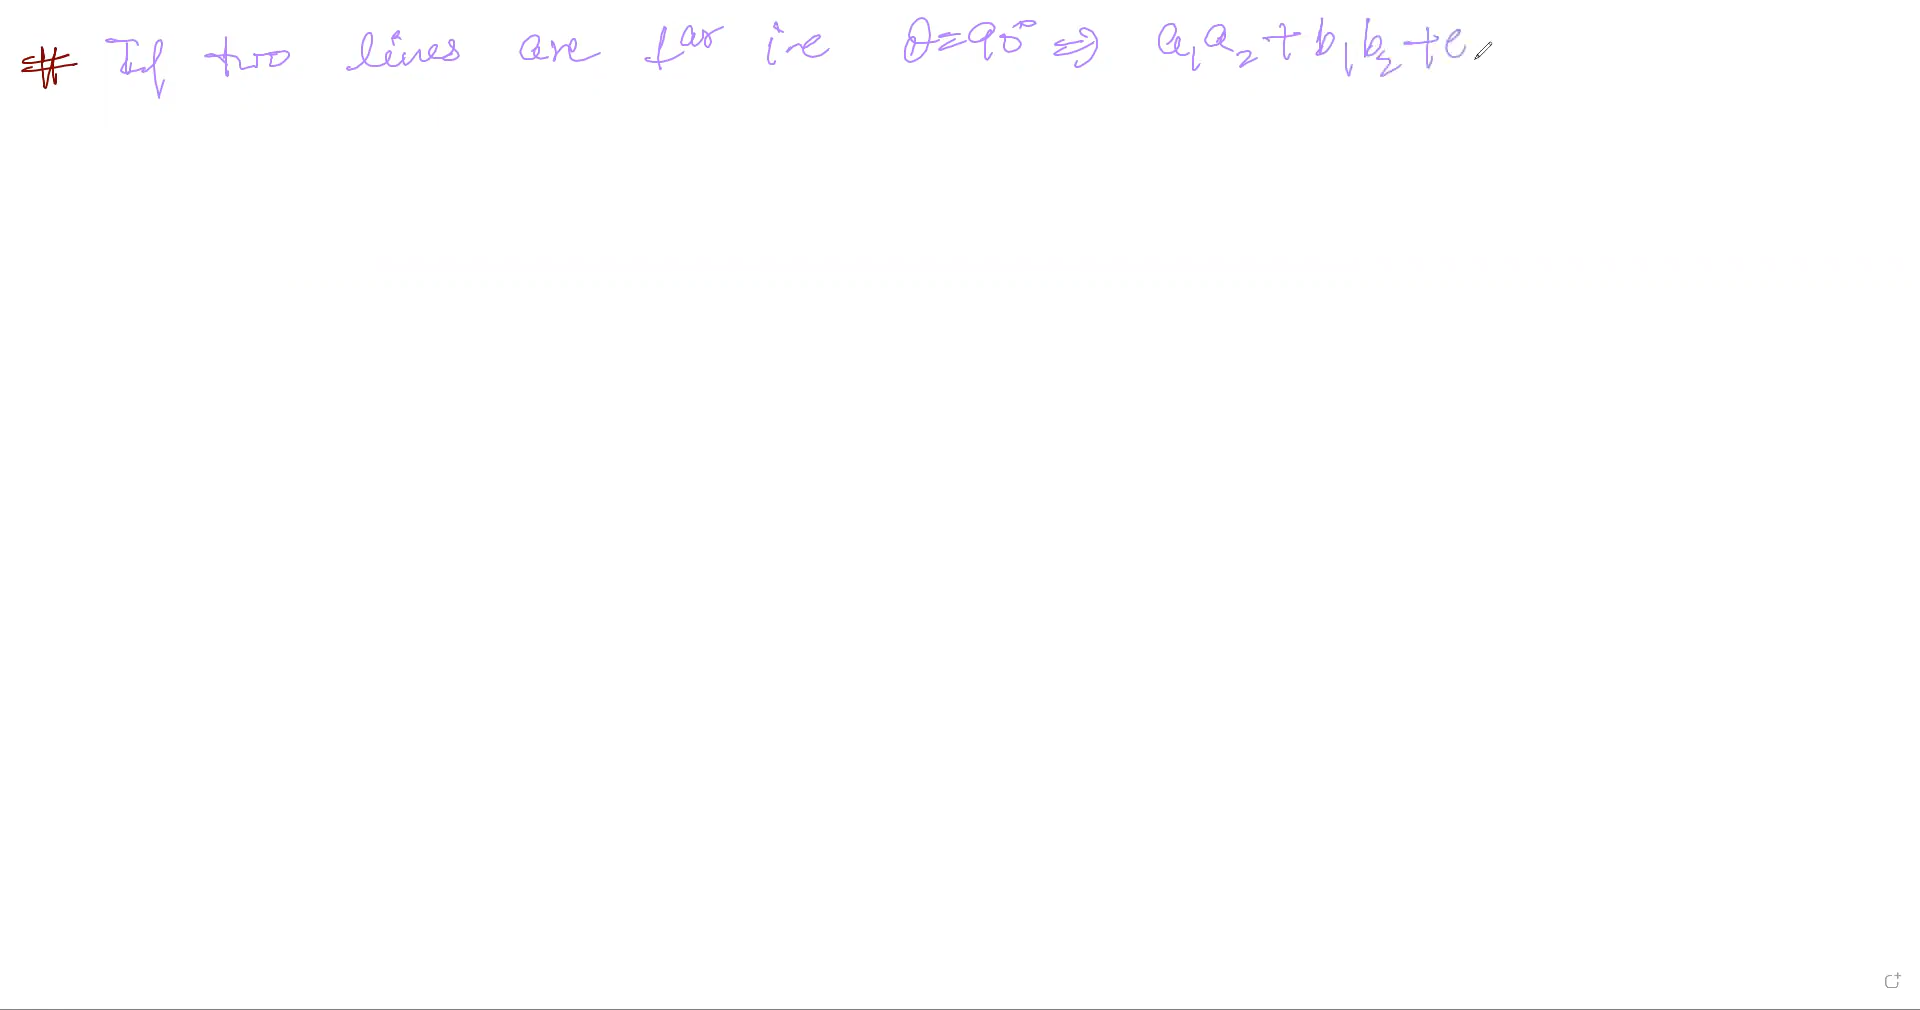 # If two lines are ⊥ar i.e θ=90° ⇒ a₁a₂ + b₁b₂ + c